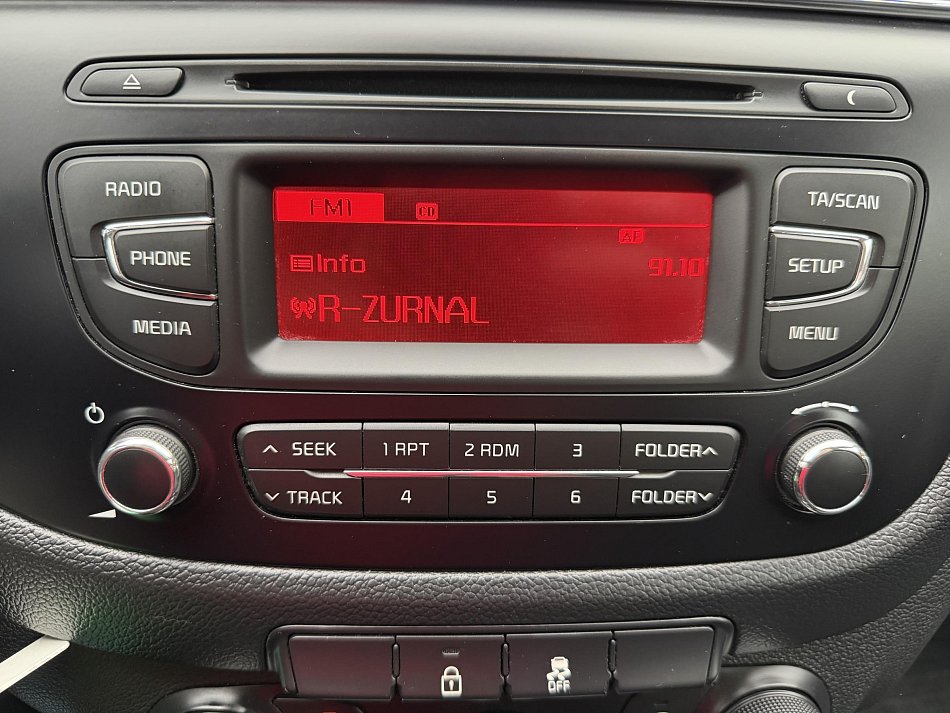 RADIO
PHONE
MEDIA
FM1 CD
AF
Info 91.10
R-ZURNAL
TA/SCAN
SETUP
MENU
SEEK 1 RPT 2 RDM 3 FOLDER
TRACK 4 5 6 FOLDER
OFF